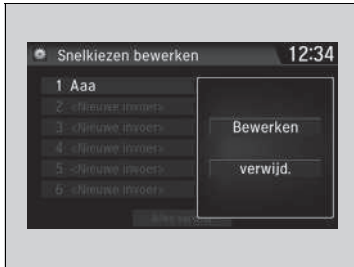 Snelkiezen bewerken 12:34
1 Aaa
2 <Nieuwe invoer>
3 <Nieuwe invoer>
4 <Nieuwe invoer>
5 <Nieuwe invoer>
6 <Nieuwe invoer>
Bewerken
verwijd.